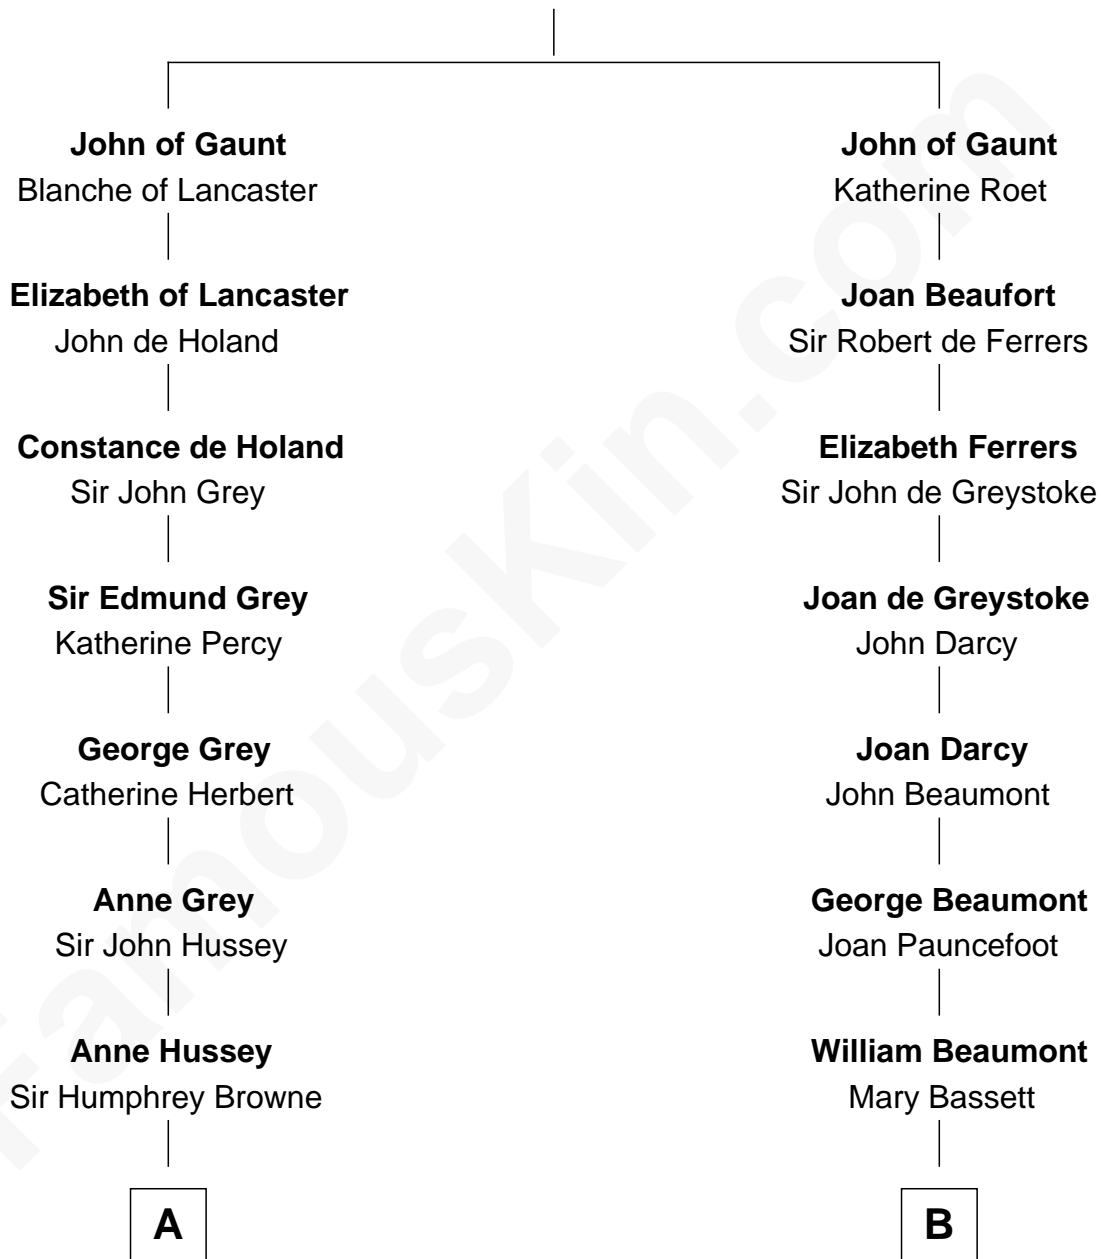 John of Gaunt
Blanche of Lancaster
Elizabeth of Lancaster
John de Holand
Constance de Holand
Sir John Grey
Sir Edmund Grey
Katherine Percy
George Grey
Catherine Herbert
Anne Grey
Sir John Hussey
Anne Hussey
Sir Humphrey Browne
A
John of Gaunt
Katherine Roet
Joan Beaufort
Sir Robert de Ferrers
Elizabeth Ferrers
Sir John de Greystoke
Joan de Greystoke
John Darcy
Joan Darcy
John Beaumont
George Beaumont
Joan Pauncefoot
William Beaumont
Mary Bassett
B
FamousKin.com